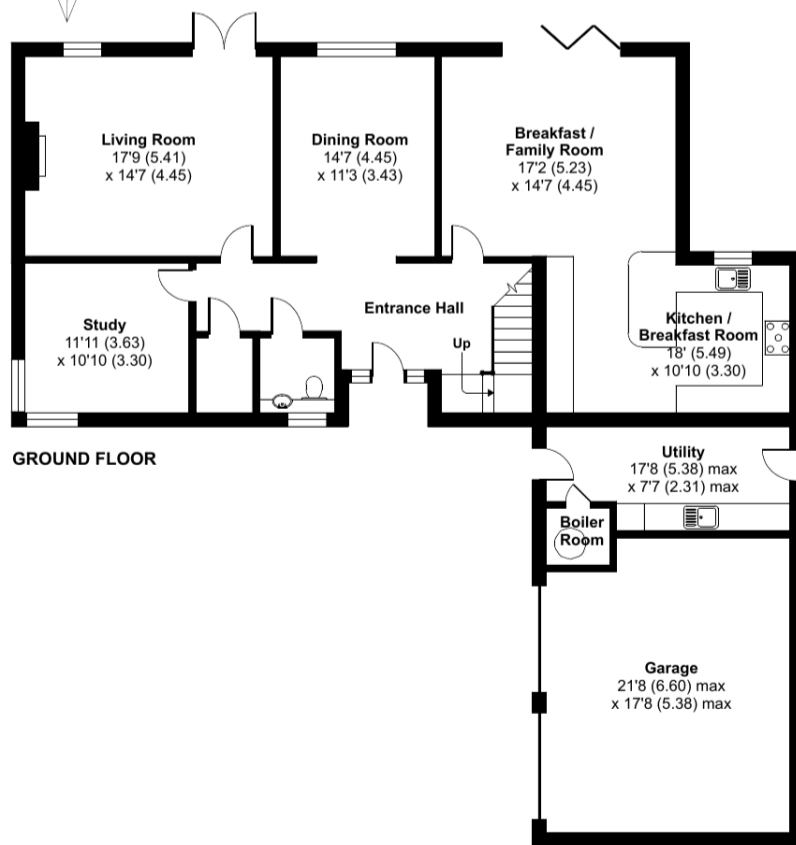 Living Room
17'9 (5.41)
x 14'7 (4.45)
Dining Room
14'7 (4.45)
x 11'3 (3.43)
Breakfast /
Family Room
17'2 (5.23)
x 14'7 (4.45)
Study
11'11 (3.63)
x 10'10 (3.30)
Entrance Hall
Up
Kitchen /
Breakfast Room
18' (5.49)
x 10'10 (3.30)
GROUND FLOOR
Utility
17'8 (5.38) max
x 7'7 (2.31) max
Boiler
Room
Garage
21'8 (6.60) max
x 17'8 (5.38) max